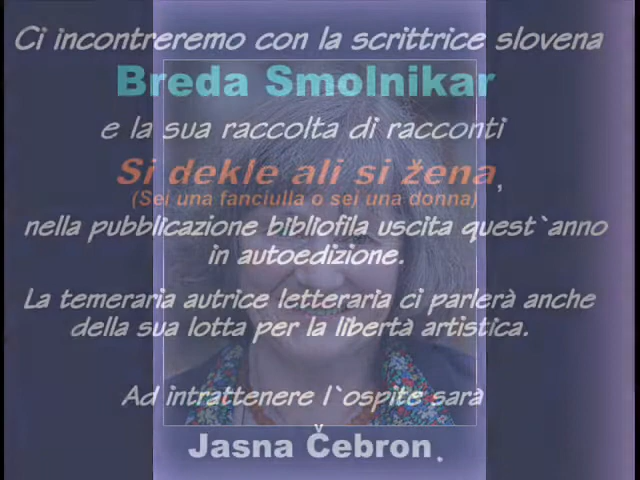 Ci incontreremo con la scrittrice slovena
Breda Smolnikar
e la sua raccolta di racconti
Si dekle ali si žena,
(Sei una fanciulla o sei una donna)
nella pubblicazione bibliofila uscita quest`anno
in autoedizione.
La temeraria autrice letteraria ci parlerà anche
della sua lotta per la libertà artistica.
Ad intrattenere l`ospite sarà
Jasna Čebron.